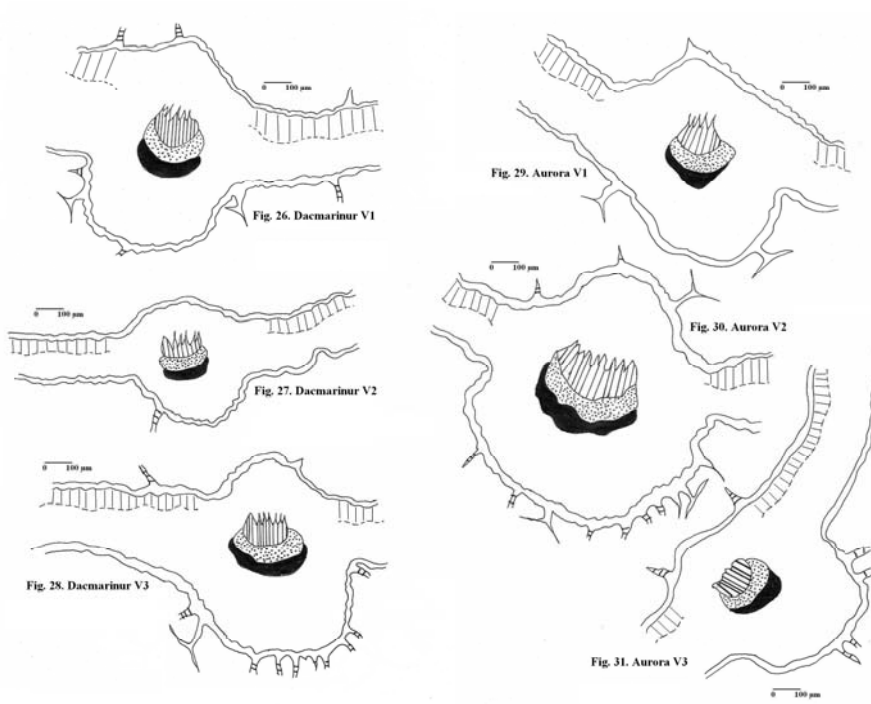 0 100 µm
Fig. 26. Dacmarinur V1
0 100 µm
Fig. 27. Dacmarinur V2
0 100 µm
Fig. 28. Dacmarinur V3
0 100 µm
Fig. 29. Aurora V1
0 100 µm
Fig. 30. Aurora V2
Fig. 31. Aurora V3
0 100 µm